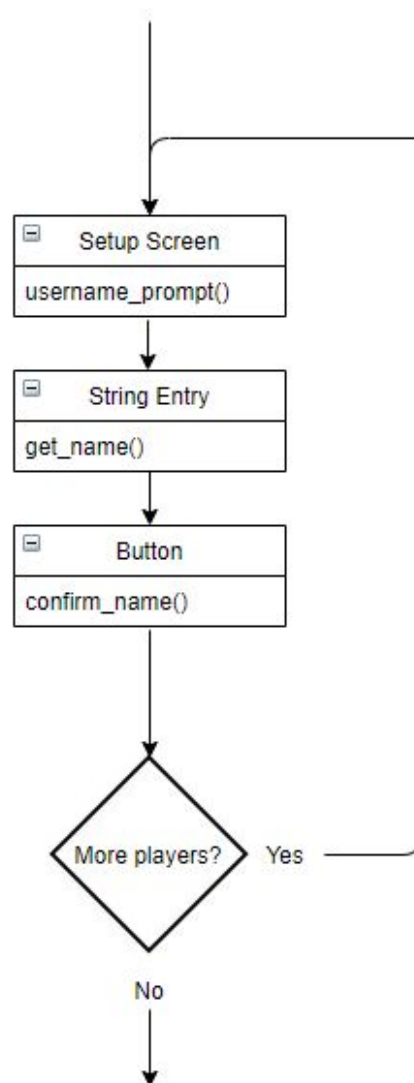 Setup Screen
username_prompt()
String Entry
get_name()
Button
confirm_name()
More players?
Yes
No